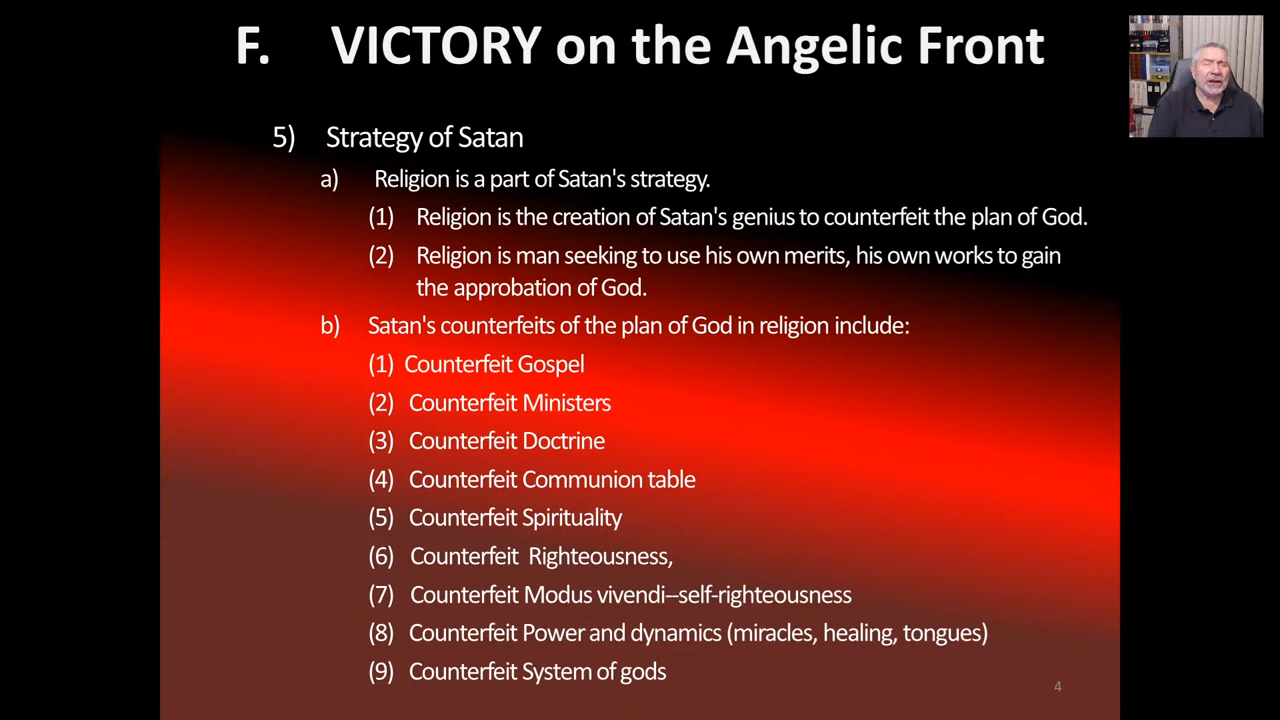 F. VICTORY on the Angelic Front
5) Strategy of Satan
a) Religion is a part of Satan's strategy.
(1) Religion is the creation of Satan's genius to counterfeit the plan of God.
(2) Religion is man seeking to use his own merits, his own works to gain
the approbation of God.
b) Satan's counterfeits of the plan of God in religion include:
(1) Counterfeit Gospel
(2) Counterfeit Ministers
(3) Counterfeit Doctrine
(4) Counterfeit Communion table
(5) Counterfeit Spirituality
(6) Counterfeit Righteousness,
(7) Counterfeit Modus vivendi--self-righteousness
(8) Counterfeit Power and dynamics (miracles, healing, tongues)
(9) Counterfeit System of gods
4